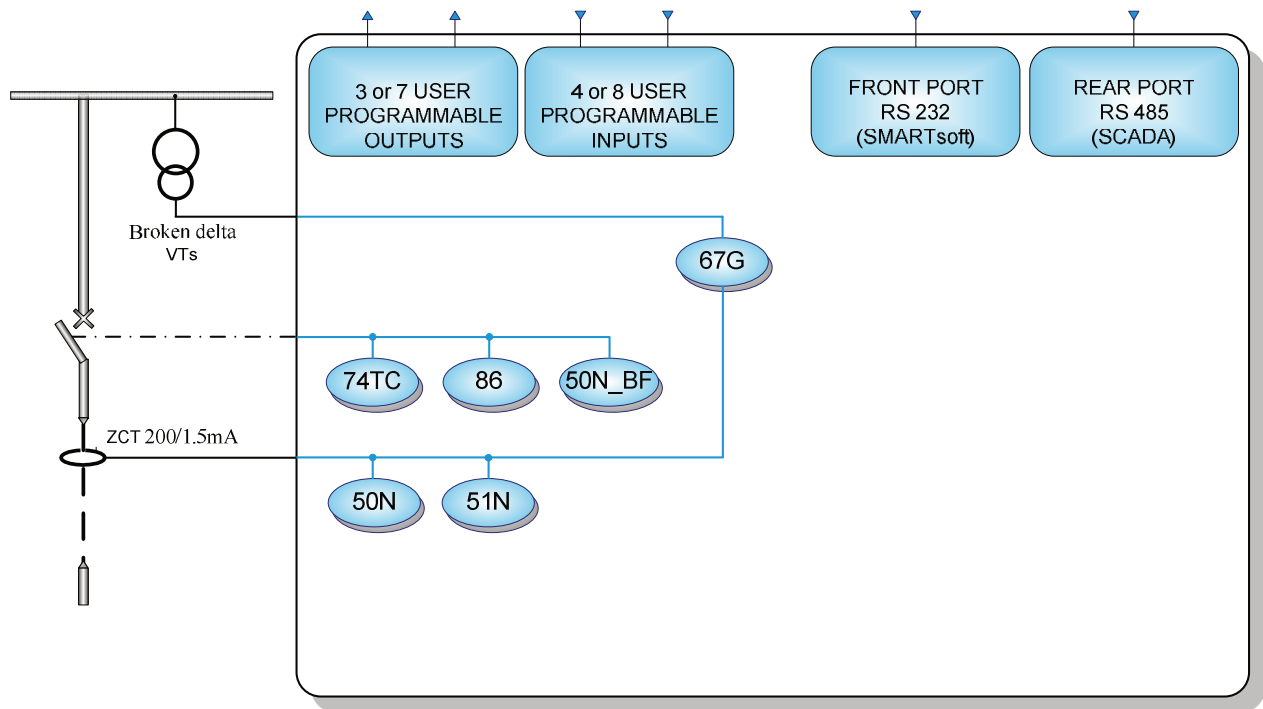 3 or 7 USER
PROGRAMMABLE
OUTPUTS
4 or 8 USER
PROGRAMMABLE
INPUTS
FRONT PORT
RS 232
(SMARTsoft)
REAR PORT
RS 485
(SCADA)
Broken delta
VTs
67G
74TC
86
50N_BF
ZCT 200/1.5mA
50N
51N